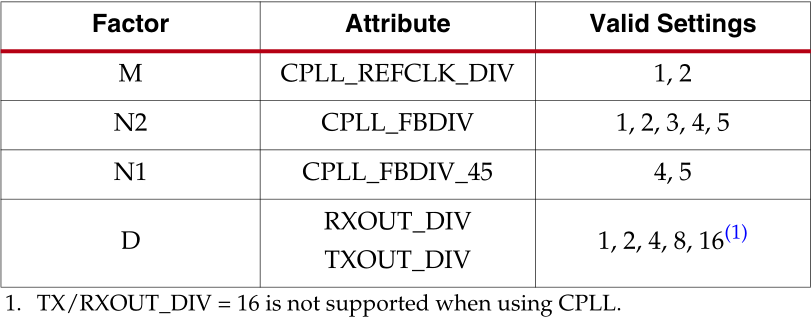 Factor Attribute Valid Settings
M CPLL_REFCLK_DIV 1, 2
N2 CPLL_FBDIV 1, 2, 3, 4, 5
N1 CPLL_FBDIV_45 4, 5
D RXOUT_DIV TXOUT_DIV 1, 2, 4, 8, 16(1)
1. TX/RXOUT_DIV = 16 is not supported when using CPLL.